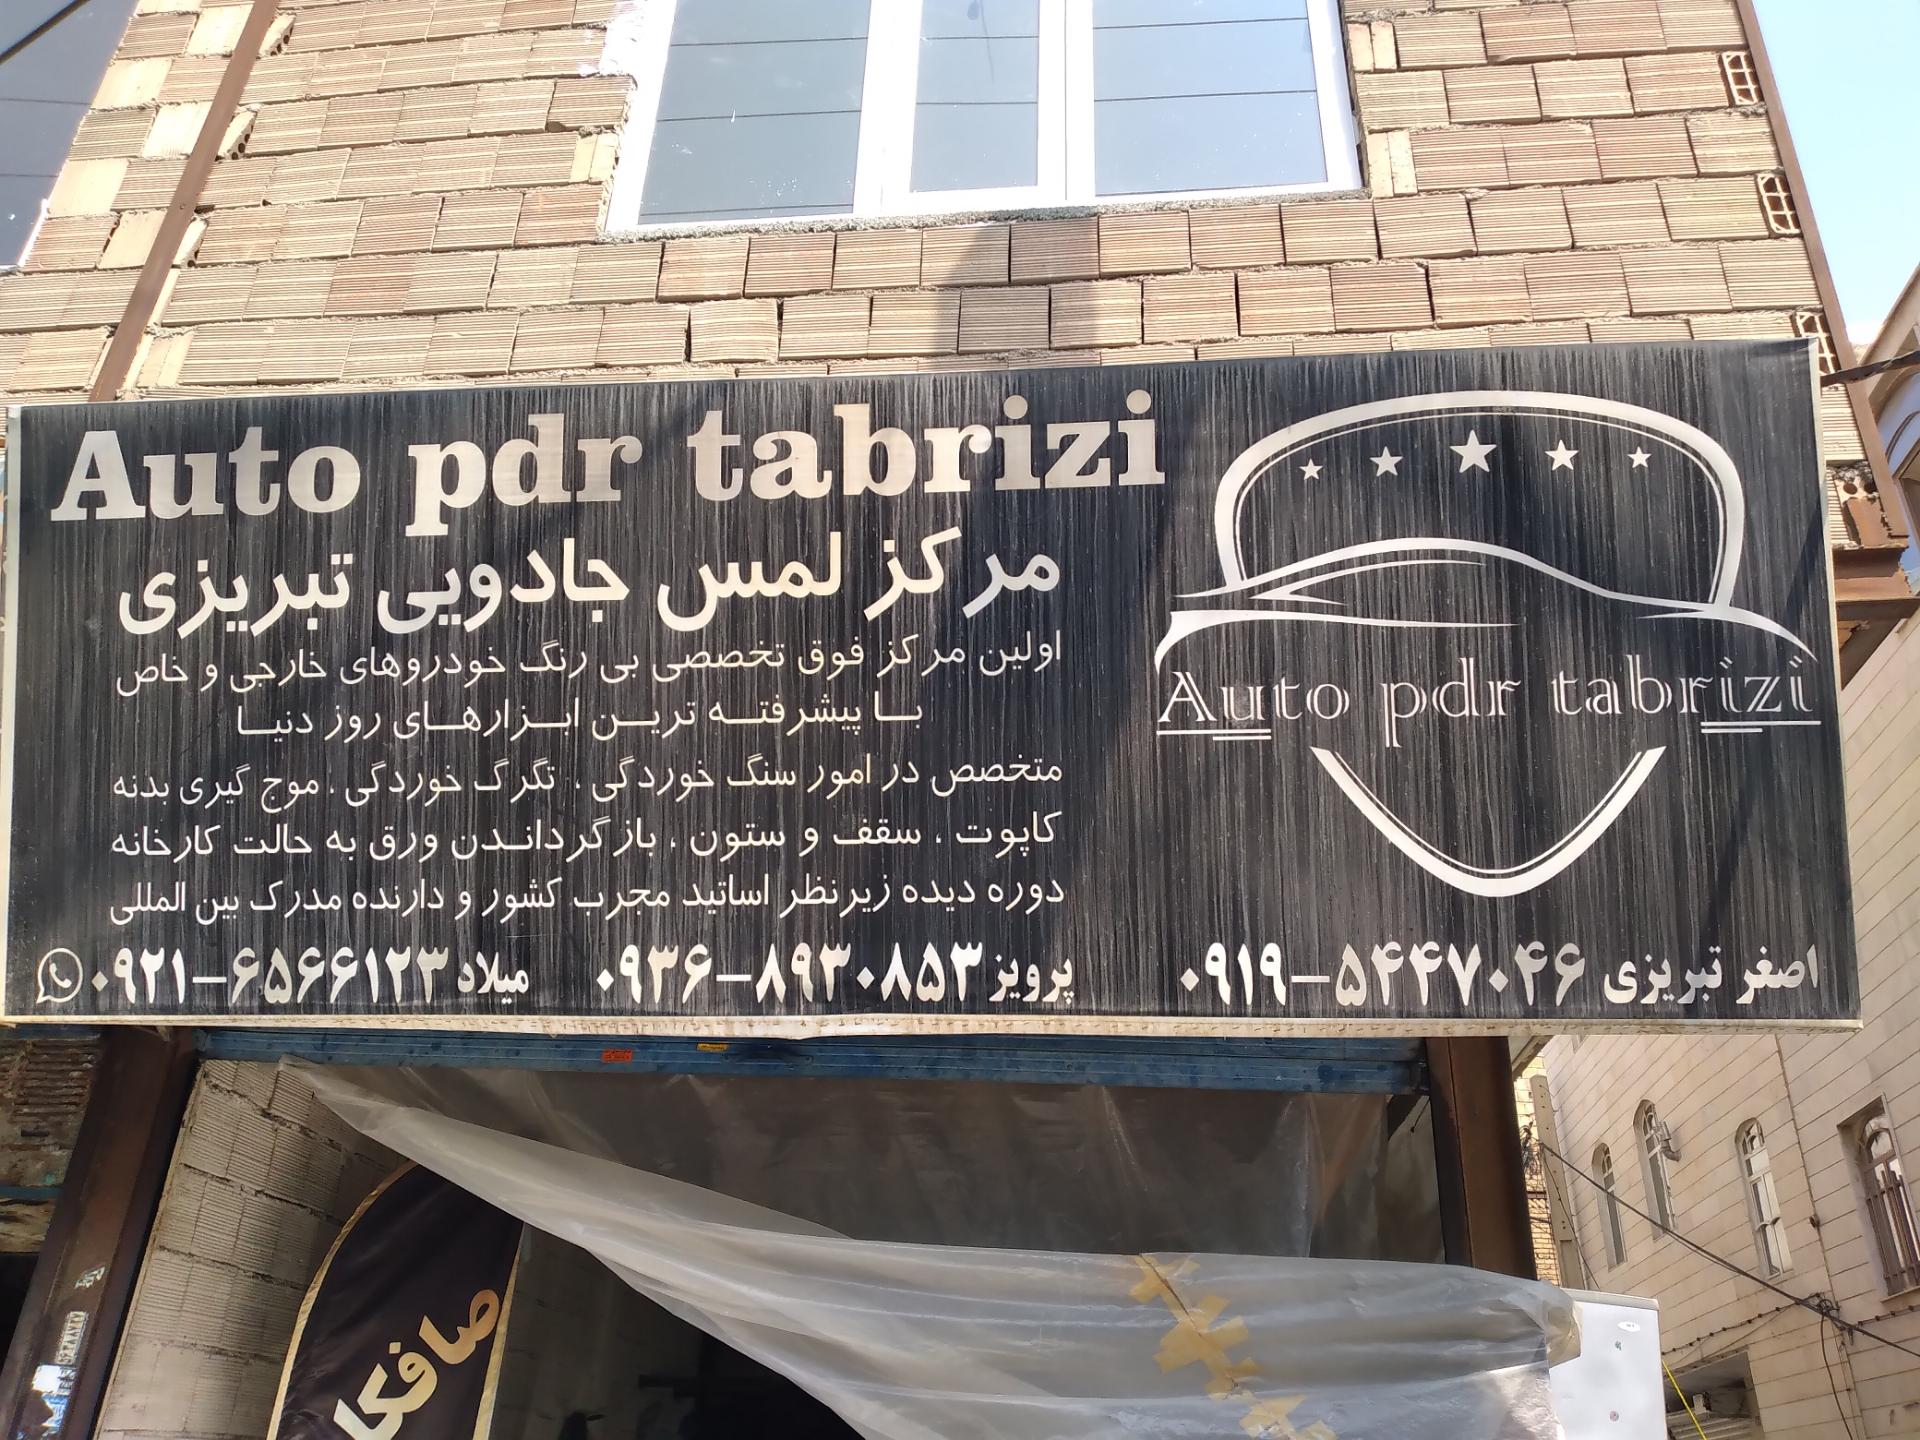 Auto pdr tabrizi
مرکز لمس جادویی تبریزی
اولین مرکز فوق تخصصی بی رنگ خودروهای خارجی و خاص
با پیشرفته ترین ابزارهای روز دنیا
متخصص در امور سنگ خوردگی ، تگرگ خوردگی ، موج گیری بدنه
کاپوت ، سقف و ستون ، بازگرداندن ورق به حالت کارخانه
دوره دیده زیرنظر اساتید مجرب کشور و دارنده مدرک بین المللی
Auto pdr tabrizi
اصغر تبریزی ۰۹۱۹-۵۴۴۷۰۴۶
پرویز ۰۹۳۶-۸۹۳۰۸۵۳
میلاد ۰۹۲۱-۶۵۶۶۱۲۳
صافکا